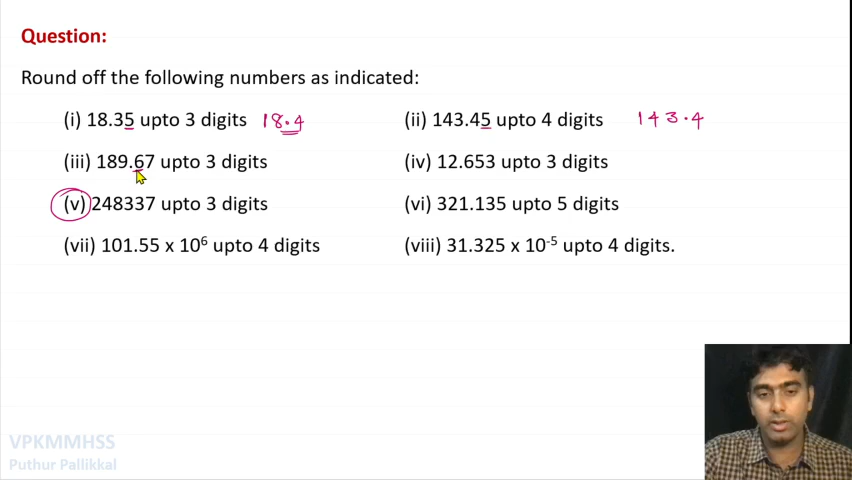 Question:
Round off the following numbers as indicated:
(i) 18.35 upto 3 digits 18.4
(ii) 143.45 upto 4 digits 143.4
(iii) 189.67 upto 3 digits
(iv) 12.653 upto 3 digits
(v) 248337 upto 3 digits
(vi) 321.135 upto 5 digits
(vii) 101.55 x 10⁶ upto 4 digits
(viii) 31.325 x 10⁻⁵ upto 4 digits.
VPKMMHSS
Puthur Pallikkal